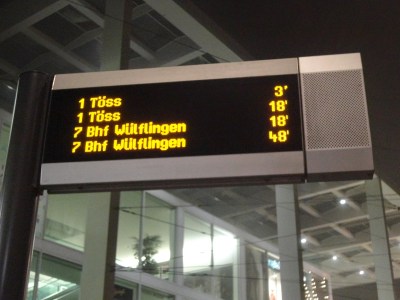 1 Töss 3'
1 Töss 18'
7 Bhf Wülflingen 18'
7 Bhf Wülflingen 48'